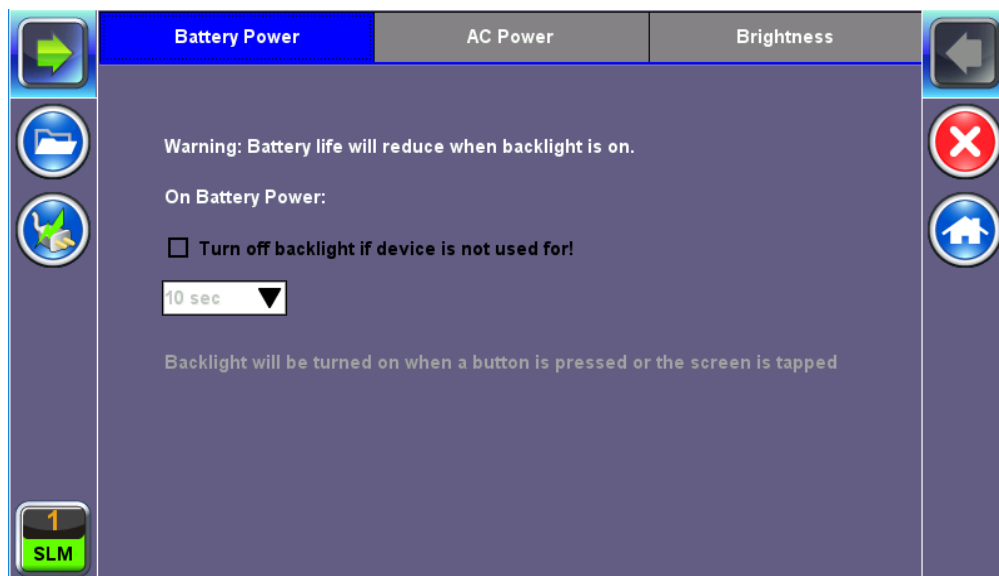 Battery Power
AC Power
Brightness
Warning: Battery life will reduce when backlight is on.
On Battery Power:
Turn off backlight if device is not used for!
10 sec
Backlight will be turned on when a button is pressed or the screen is tapped
1
SLM